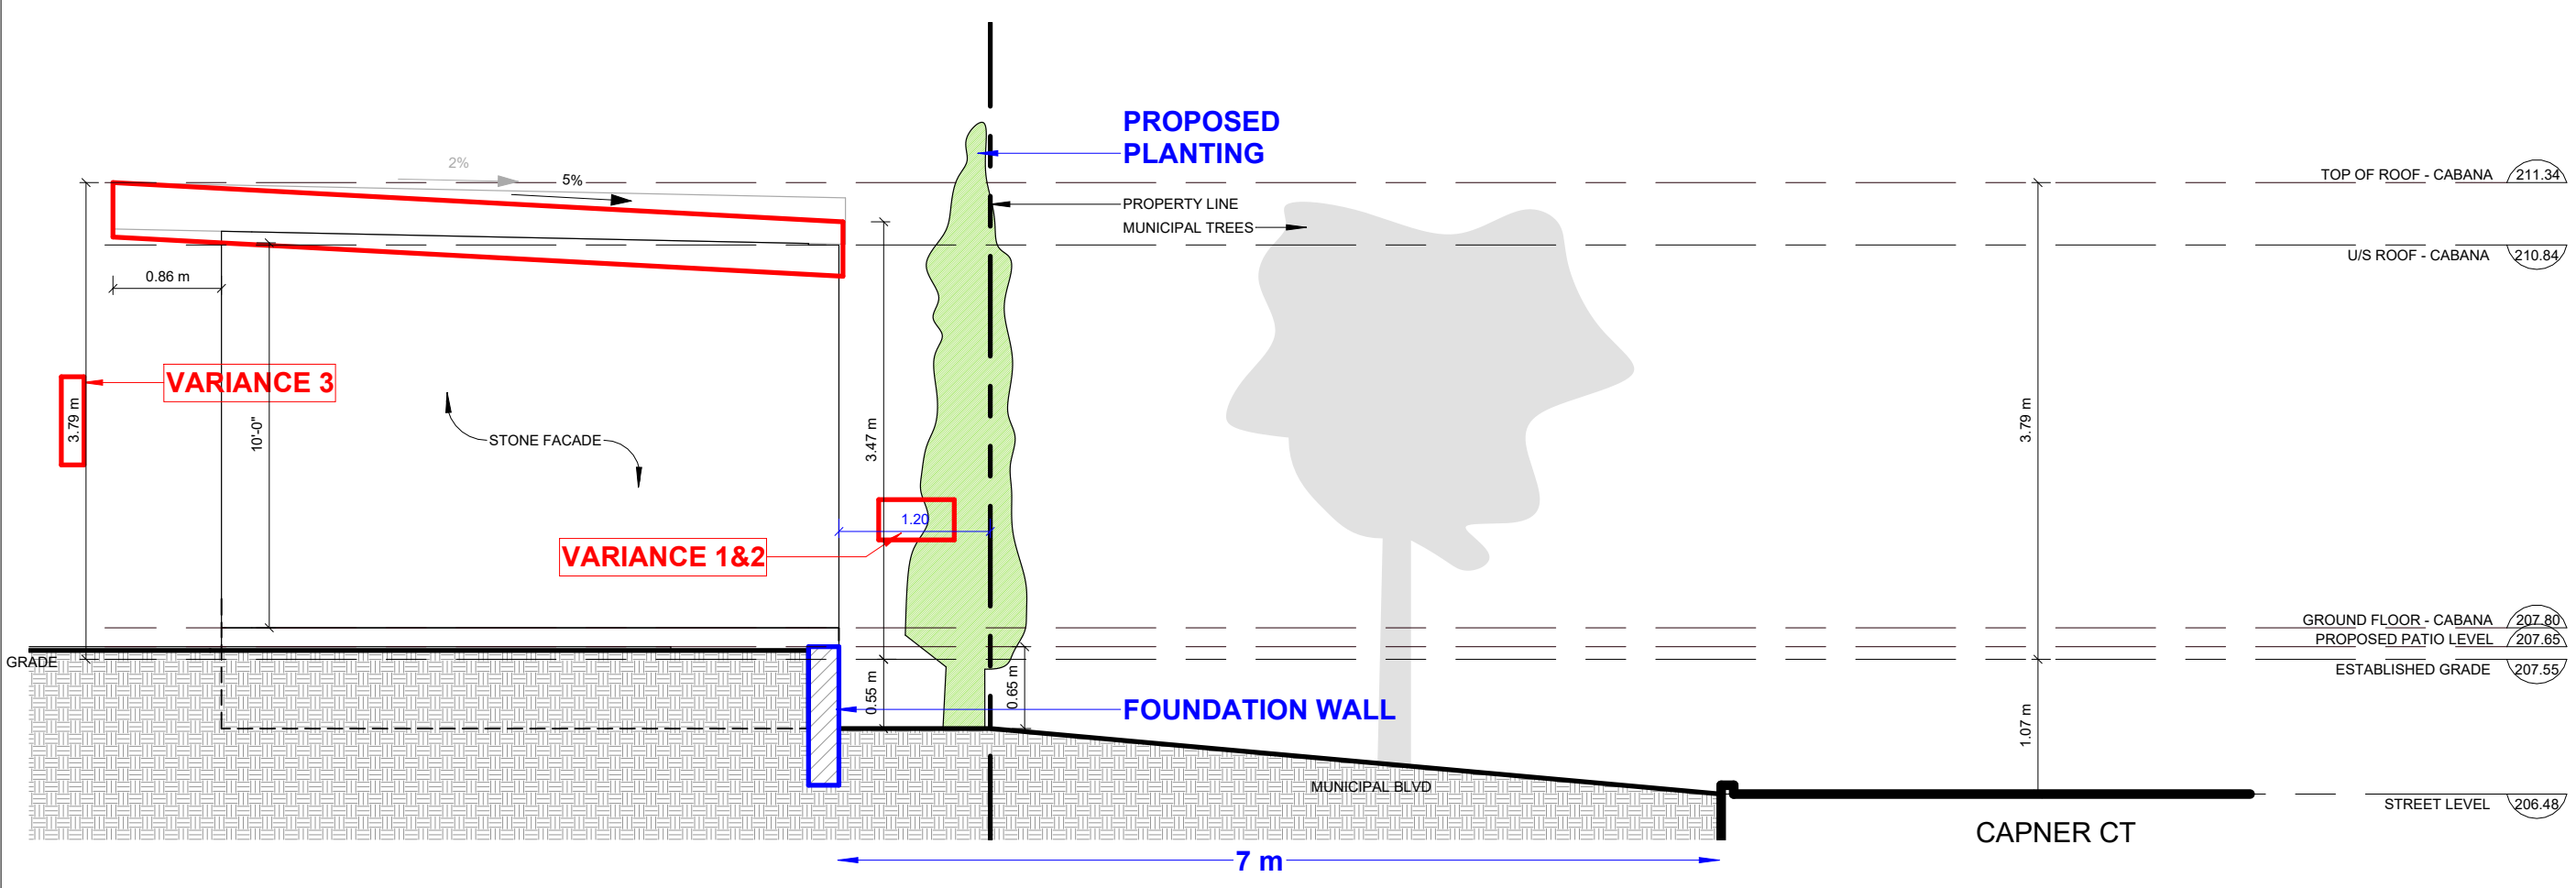 PROPOSED
PLANTING
2%
5%
TOP OF ROOF - CABANA 211.34
PROPERTY LINE
MUNICIPAL TREES
U/S ROOF - CABANA 210.84
0.86 m
VARIANCE 3
3.79 m
10'-0"
STONE FACADE
3.47 m
3.79 m
1.20
VARIANCE 1&2
GROUND FLOOR - CABANA 207.80
PROPOSED PATIO LEVEL 207.65
GRADE
ESTABLISHED GRADE 207.55
0.55 m
0.65 m
FOUNDATION WALL
1.07 m
MUNICIPAL BLVD
STREET LEVEL 206.48
CAPNER CT
7 m